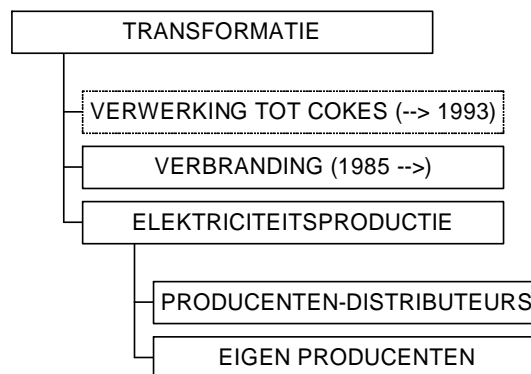 TRANSFORMATIE
VERWERKING TOT COKES (--> 1993)
VERBRANDING (1985 -->)
ELEKTRICITEITSPRODUCTIE
PRODUCENTEN-DISTRIBUTEURS
EIGEN PRODUCENTEN